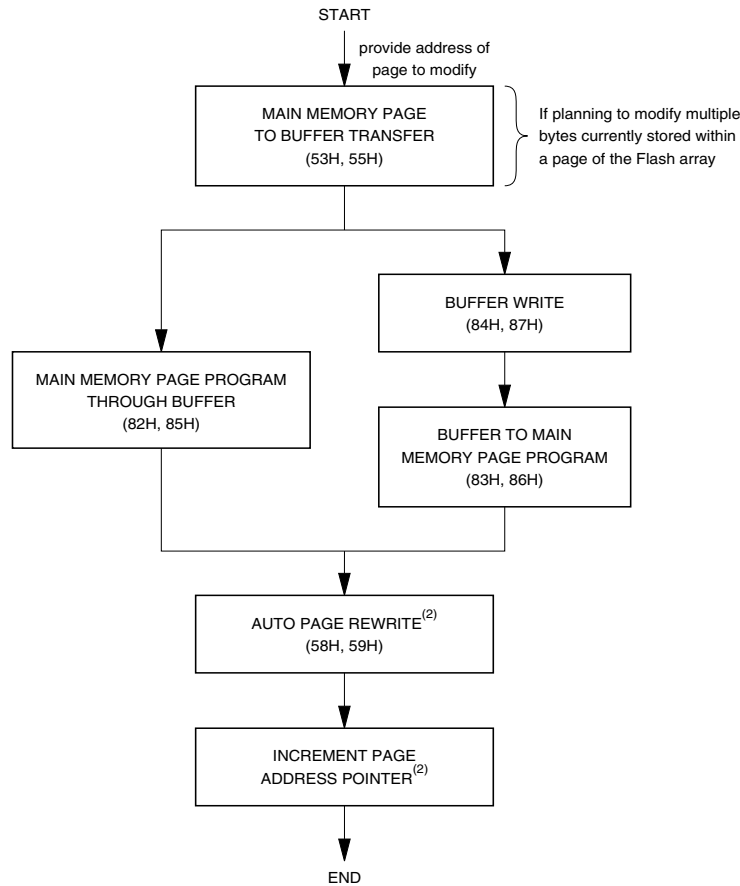 START
provide address of
page to modify
MAIN MEMORY PAGE
TO BUFFER TRANSFER
(53H, 55H)
If planning to modify multiple
bytes currently stored within
a page of the Flash array
BUFFER WRITE
(84H, 87H)
MAIN MEMORY PAGE PROGRAM
THROUGH BUFFER
(82H, 85H)
BUFFER TO MAIN
MEMORY PAGE PROGRAM
(83H, 86H)
AUTO PAGE REWRITE(2)
(58H, 59H)
INCREMENT PAGE
ADDRESS POINTER(2)
END